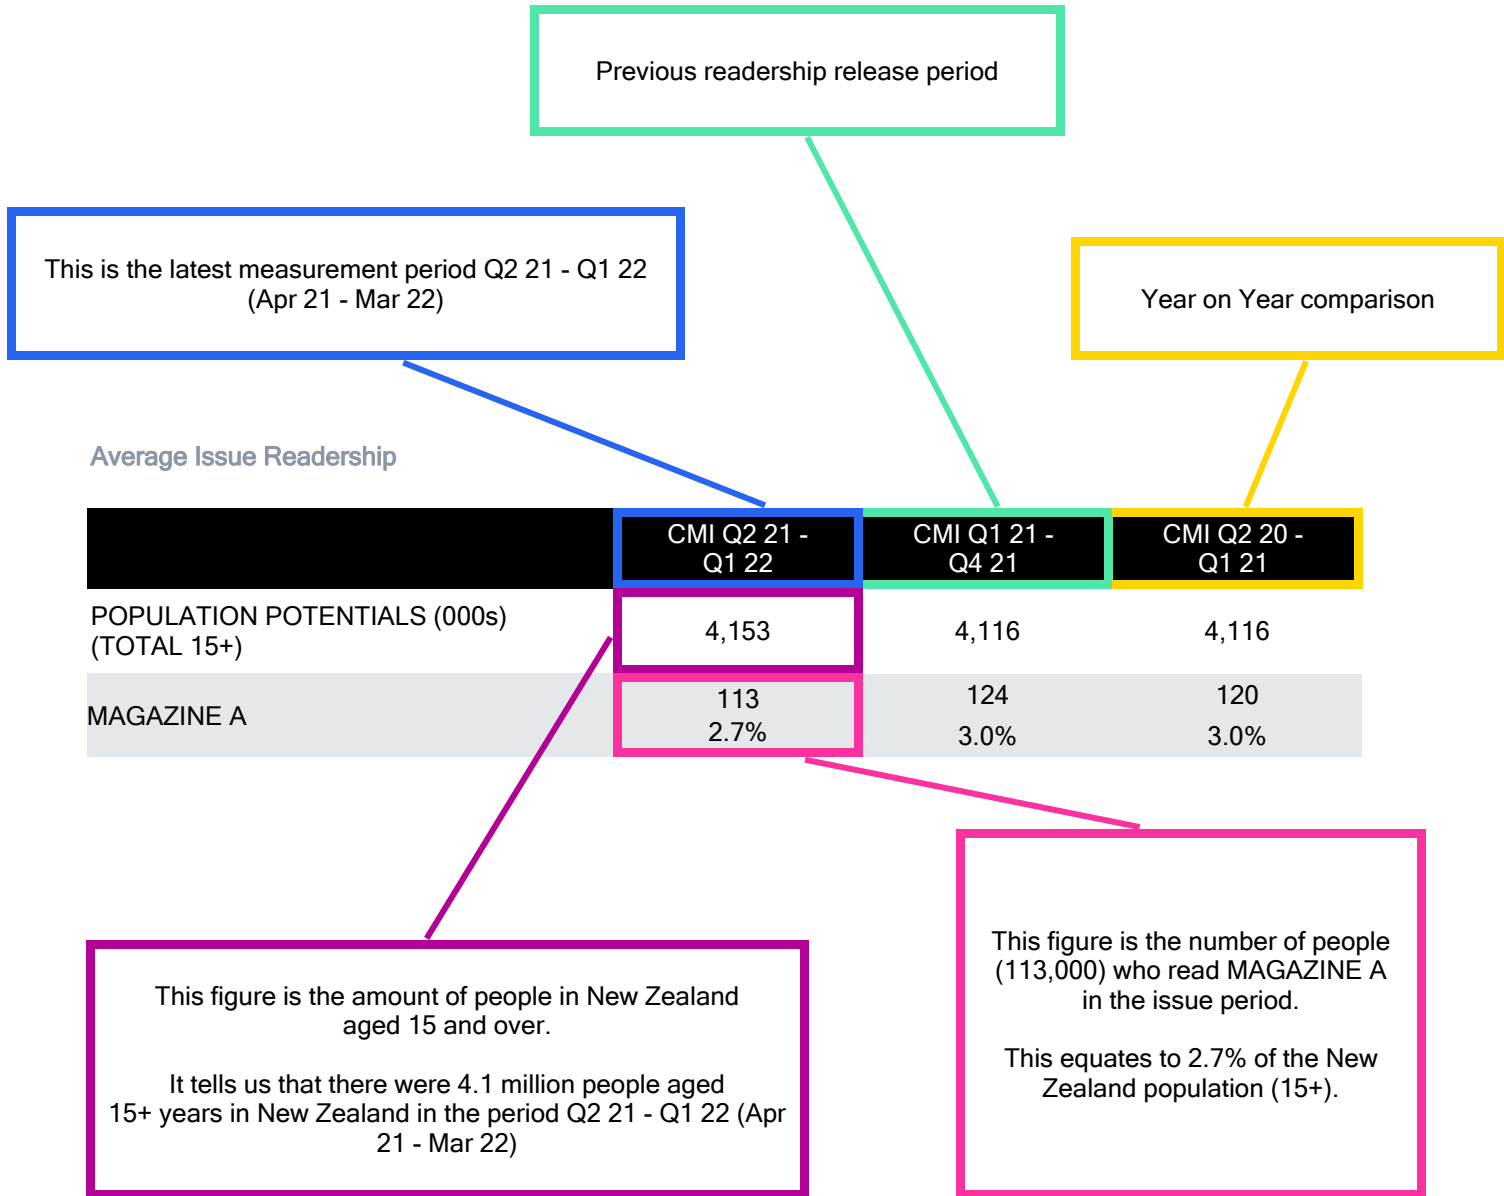 Previous readership release period
This is the latest measurement period Q2 21 - Q1 22
(Apr 21 - Mar 22)
Year on Year comparison
Average Issue Readership
CMI Q2 21 -
Q1 22
CMI Q1 21 -
Q4 21
CMI Q2 20 -
Q1 21
POPULATION POTENTIALS (000s)
(TOTAL 15+)
4,153
4,116
4,116
MAGAZINE A
113
2.7%
124
3.0%
120
3.0%
This figure is the amount of people in New Zealand
aged 15 and over.
It tells us that there were 4.1 million people aged
15+ years in New Zealand in the period Q2 21 - Q1 22 (Apr
21 - Mar 22)
This figure is the number of people
(113,000) who read MAGAZINE A
in the issue period.
This equates to 2.7% of the New
Zealand population (15+).